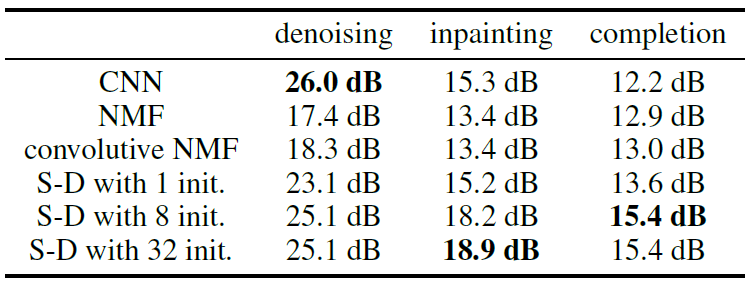 denoising inpainting completion
CNN 26.0 dB 15.3 dB 12.2 dB
NMF 17.4 dB 13.4 dB 12.9 dB
convolutive NMF 18.3 dB 13.4 dB 13.0 dB
S-D with 1 init. 23.1 dB 15.2 dB 13.6 dB
S-D with 8 init. 25.1 dB 18.2 dB 15.4 dB
S-D with 32 init. 25.1 dB 18.9 dB 15.4 dB